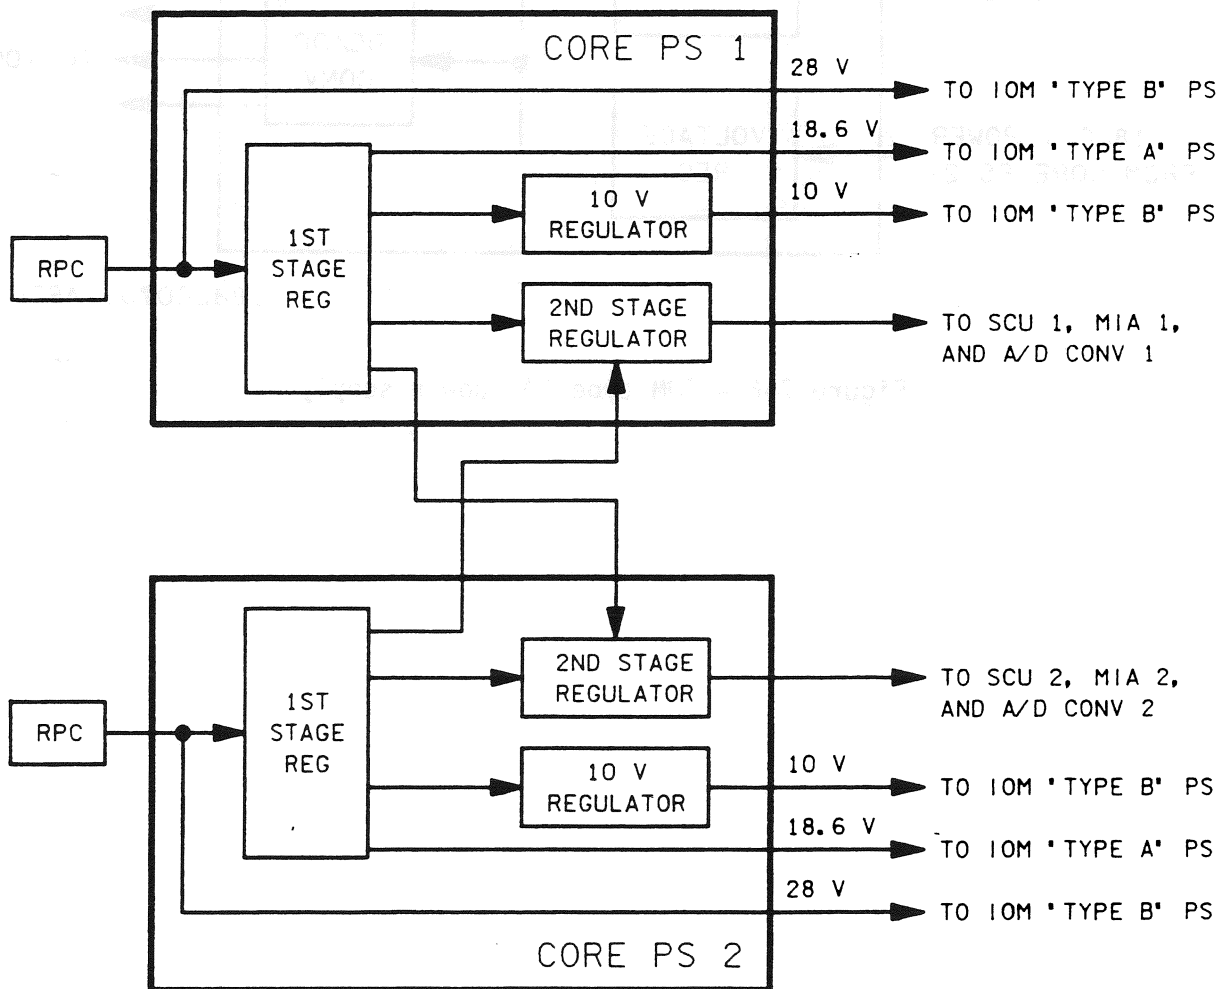 CORE PS 1
28 V
TO IOM "TYPE B" PS
18.6 V
TO IOM "TYPE A" PS
10 V
REGULATOR
10 V
TO IOM "TYPE B" PS
RPC
1ST
STAGE
REG
2ND STAGE
REGULATOR
TO SCU 1, MIA 1,
AND A/D CONV 1
2ND STAGE
REGULATOR
TO SCU 2, MIA 2,
AND A/D CONV 2
RPC
1ST
STAGE
REG
10 V
REGULATOR
10 V
TO IOM "TYPE B" PS
18.6 V
TO IOM "TYPE A" PS
28 V
TO IOM "TYPE B" PS
CORE PS 2